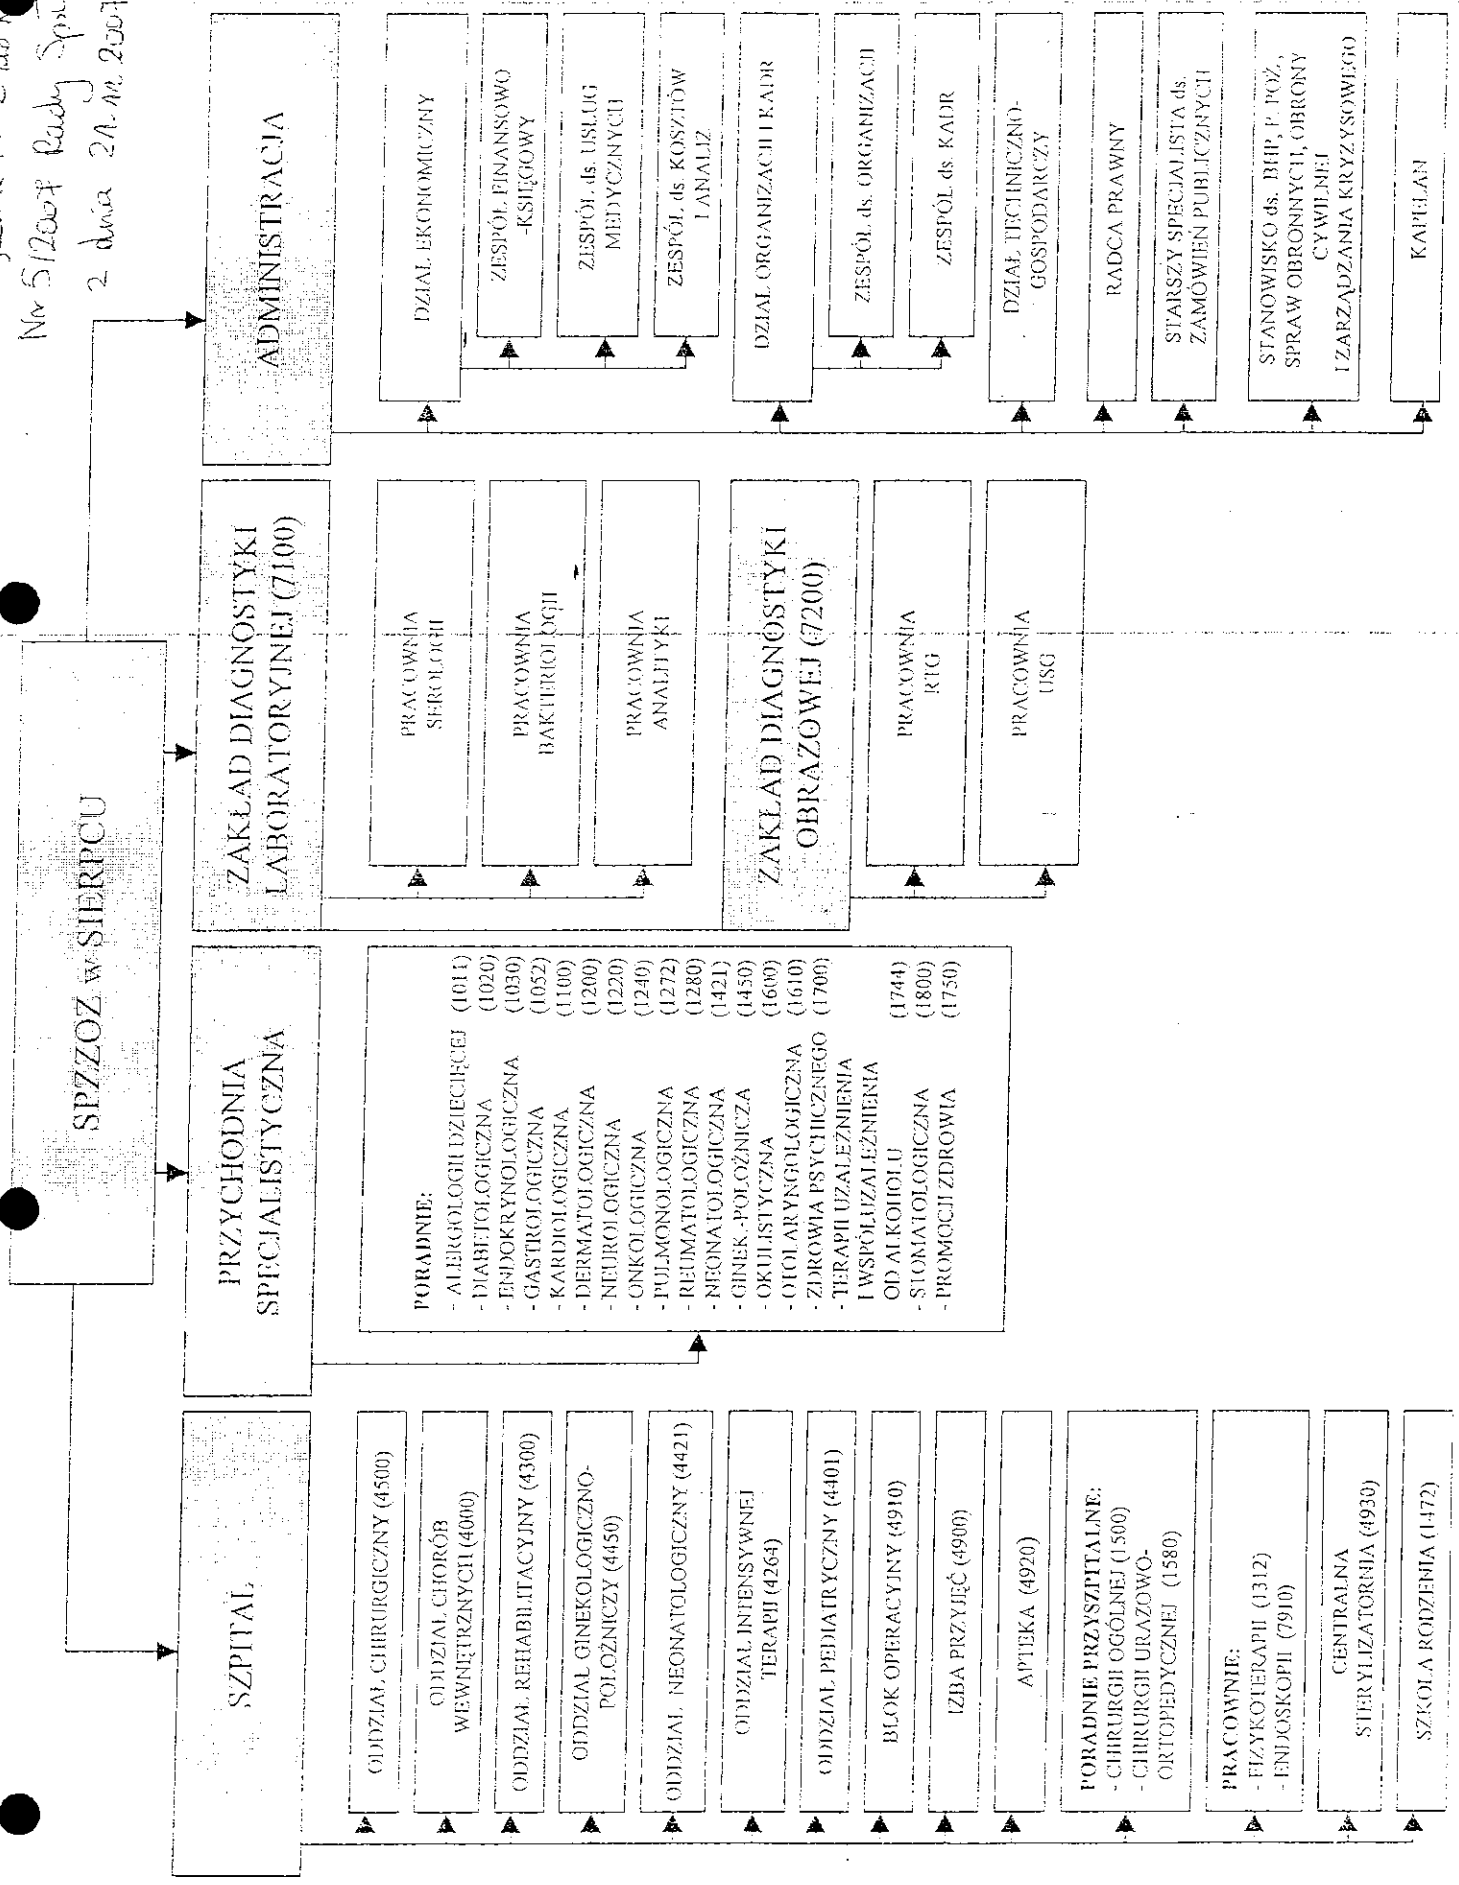 Nr 5/2007 Rady
z dnia 21.12.2007
SPZZOZ w SIERPCU
SZPITAL
ODDZIAŁ CHIRURGICZNY (4500)
ODDZIAŁ CHORÓB
WEWNĘTRZNYCH (4000)
ODDZIAŁ REHABILITACYJNY (4300)
ODDZIAŁ GINEKOLOGICZNO-
POŁOŻNICZY (4450)
ODDZIAŁ NEONATOLOGICZNY (4421)
ODDZIAŁ INTENSYWNEJ
TERAPII (4264)
ODDZIAŁ PEDIATRYCZNY (4401)
BLOK OPERACYJNY (4910)
IZBA PRZYJĘĆ (4900)
APTEKA (4920)
PORADNIE PRZYSZPITALNE:
- CHIRURGII OGÓLNEJ (1500)
- CHIRURGII URAZOWO-
ORTOPEDYCZNEJ (1580)
PRACOWNIE:
- FIZYKOTERAPII (1312)
- ENDOSKOPII (7910)
CENTRALNA
STERYLIZATORNIA (4930)
SZKOŁA RODZENIA (1472)
PRZYCHODNIA
SPECJALISTYCZNA
PORADNIE:
- ALERGOLOGII DZIECIĘCEJ (1011)
- DIABETOLOGICZNA (1020)
- ENDOKRYNOLOGICZNA (1030)
- GASTROLOGICZNA (1052)
- KARDIOLOGICZNA (1100)
- DERMATOLOGICZNA (1200)
- NEUROLOGICZNA (1220)
- ONKOLOGICZNA (1240)
- PULMONOLOGICZNA (1272)
- REUMATOLOGICZNA (1280)
- NEONATOLOGICZNA (1421)
- GINEK.-POŁOŻNICZA (1450)
- OKULISTYCZNA (1600)
- OTOLARYNGOLOGICZNA (1610)
- ZDROWIA PSYCHICZNEGO (1700)
- TERAPII UZALEŻNIENIA
I WSPÓŁUZALEŻNIENIA
OD ALKOHOLU (1744)
- STOMATOLOGICZNA (1800)
- PROMOCJI ZDROWIA (1750)
ZAKŁAD DIAGNOSTYKI
LABORATORYJNEJ (7100)
PRACOWNIA
SEROLOGII
PRACOWNIA
BAKTERIOLOGII
PRACOWNIA
ANALITYKI
ZAKŁAD DIAGNOSTYKI
OBRAZOWEJ (7200)
PRACOWNIA
RTG
PRACOWNIA
USG
ADMINISTRACJA
DZIAŁ EKONOMICZNY
ZESPÓŁ FINANSOWO
-KSIĘGOWY
ZESPÓŁ ds. USŁUG
MEDYCZNYCH
ZESPÓŁ ds. KOSZTÓW
I ANALIZ
DZIAŁ ORGANIZACJI I KADR
ZESPÓŁ ds. ORGANIZACJI
ZESPÓŁ ds. KADR
DZIAŁ TECHNICZNO-
GOSPODARCZY
RADCA PRAWNY
STARSZY SPECJALISTA ds.
ZAMÓWIEŃ PUBLICZNYCH
STANOWISKO ds. BHP, P. POŻ.,
SPRAW OBRONNYCH, OBRONY
CYWILNEJ
I ZARZĄDZANIA KRYZYSOWEGO
KAPELAN